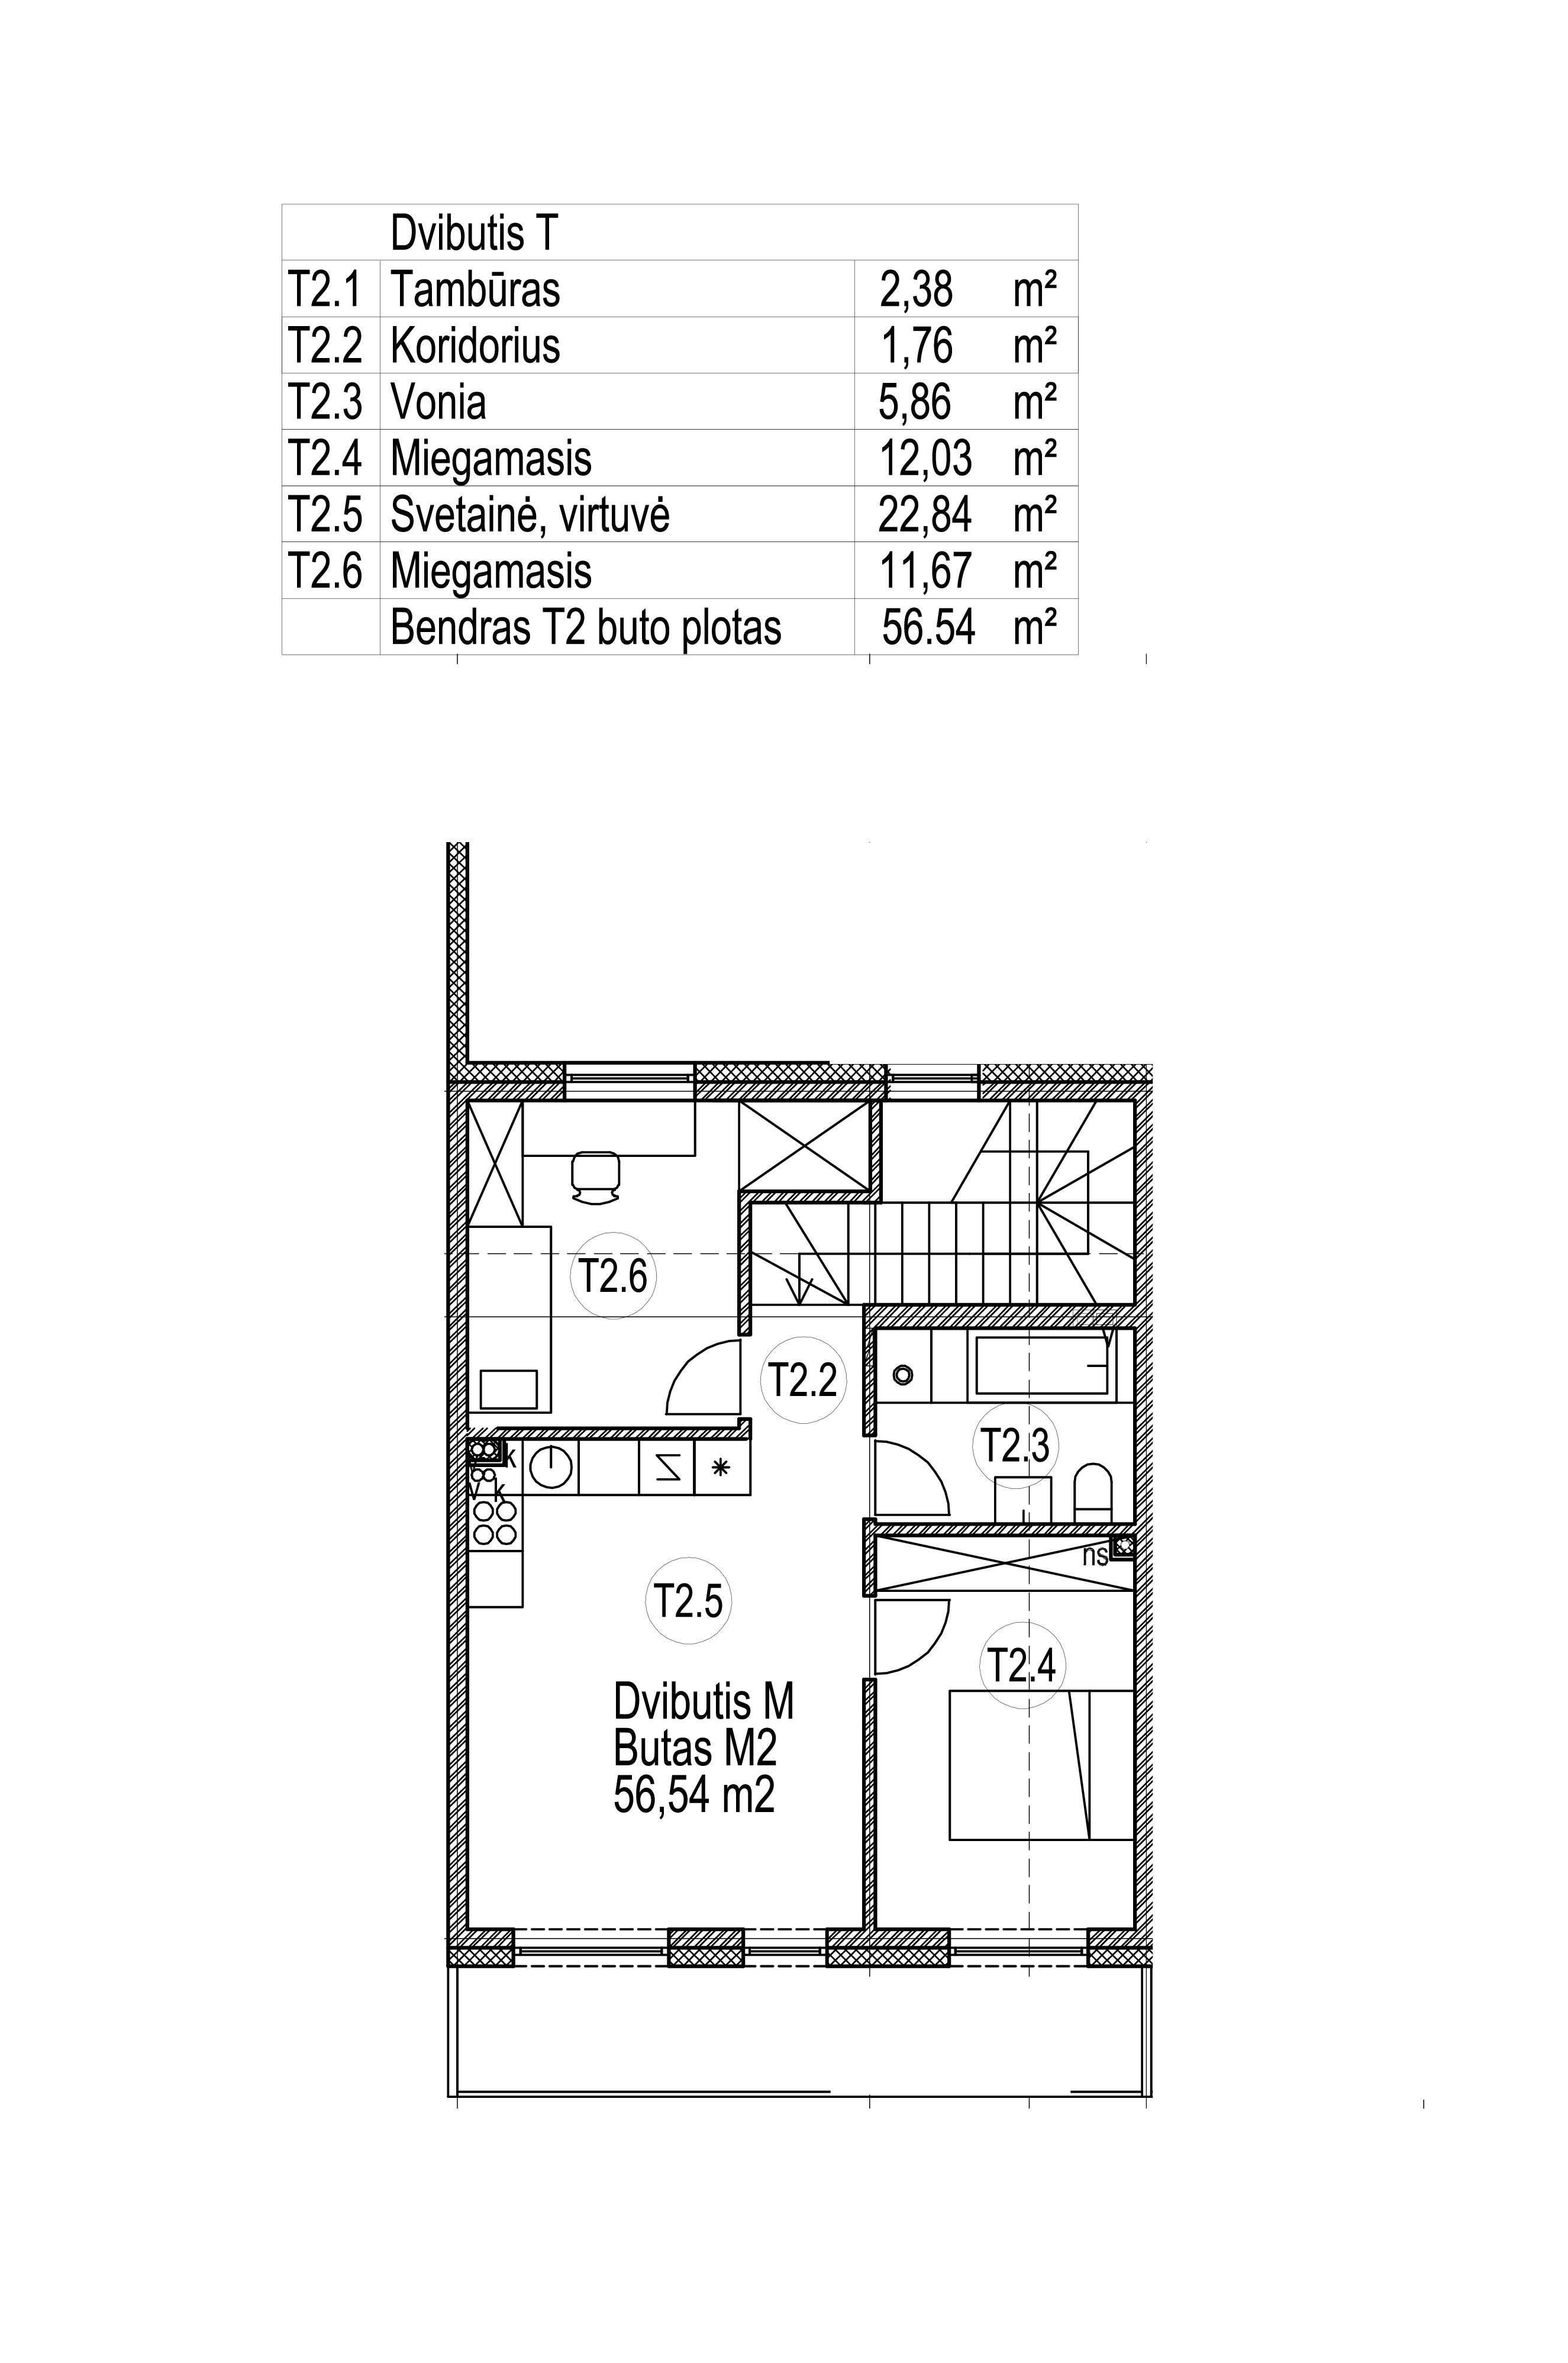 Dvibutis T
T2.1 Tambūras 2,38 m²
T2.2 Koridorius 1,76 m²
T2.3 Vonia 5,86 m²
T2.4 Miegamasis 12,03 m²
T2.5 Svetainė, virtuvė 22,84 m²
T2.6 Miegamasis 11,67 m²
Bendras T2 buto plotas 56.54 m²
T2.6
T2.2
T2.3
k
V k
ns
T2.5
T2.4
Dvibutis M
Butas M2
56,54 m2